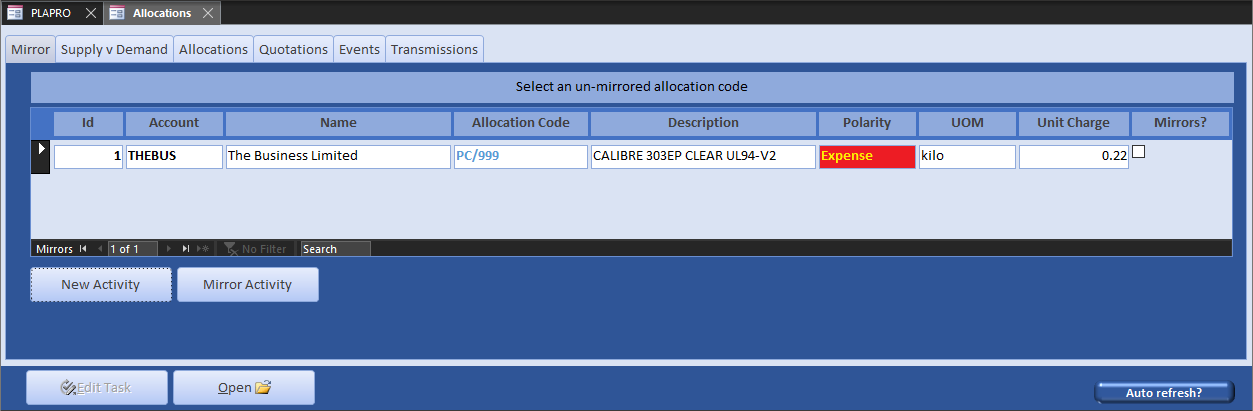 PLAPRO Allocations
Mirror Supply v Demand Allocations Quotations Events Transmissions
Select an un-mirrored allocation code
Id Account Name Allocation Code Description Polarity UOM Unit Charge Mirrors?
1 THEBUS The Business Limited PC/999 CALIBRE 303EP CLEAR UL94-V2 Expense kilo 0.22
Mirrors 1 of 1 No Filter Search
New Activity Mirror Activity
Edit Task Open Auto refresh?